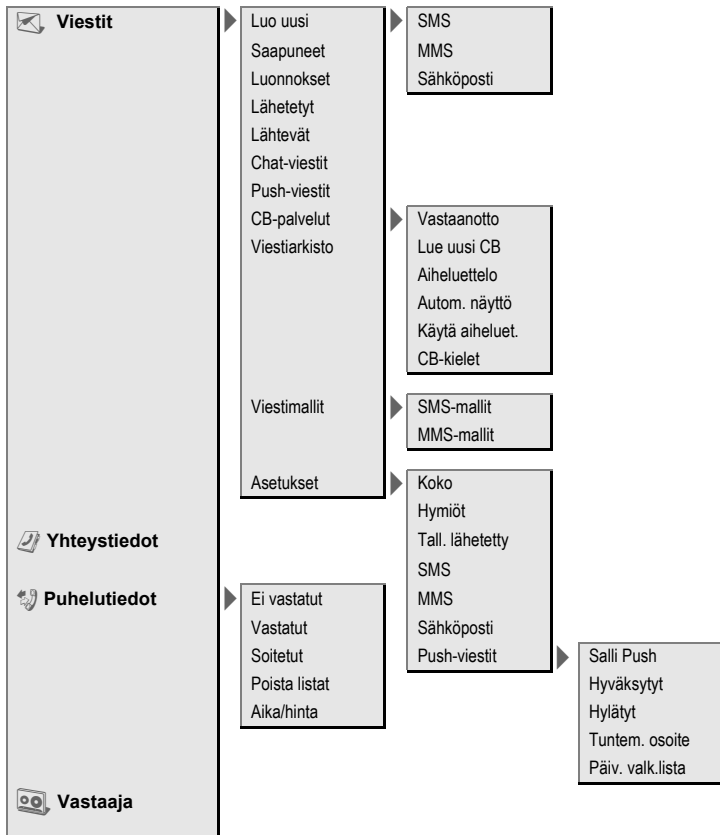 Viestit
Luo uusi
SMS
Saapuneet
MMS
Luonnokset
Sähköposti
Lähetetyt
Lähtevät
Chat-viestit
Push-viestit
CB-palvelut
Vastaanotto
Viestiarkisto
Lue uusi CB
Aiheluettelo
Autom. näyttö
Käytä aiheluet.
CB-kielet
Viestimallit
SMS-mallit
MMS-mallit
Asetukset
Koko
Hymiöt
Yhteystiedot
Tall. lähetetty
SMS
Puhelutiedot
Ei vastatut
MMS
Vastatut
Sähköposti
Soitetut
Push-viestit
Salli Push
Poista listat
Hyväksytyt
Aika/hinta
Hylätyt
Tuntem. osoite
Päiv. valk.lista
Vastaaja